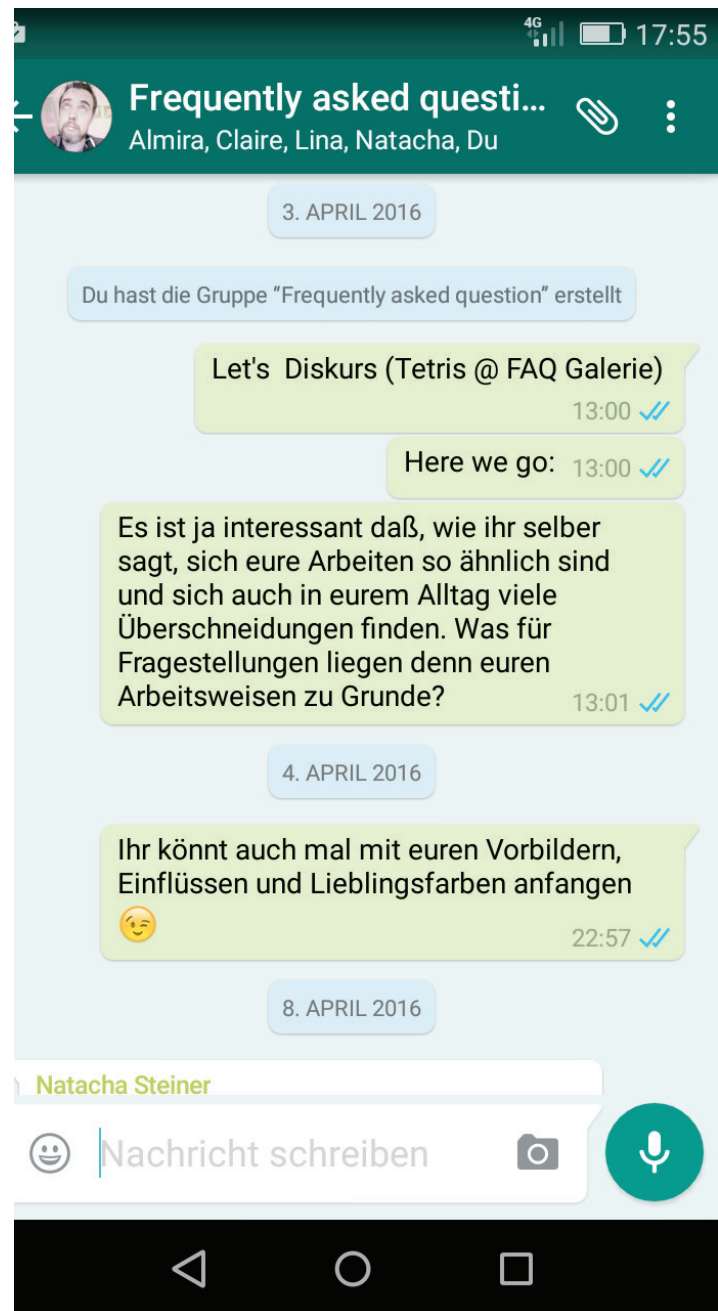 4G 17:55
Frequently asked questi...
Almira, Claire, Lina, Natacha, Du
3. APRIL 2016
Du hast die Gruppe “Frequently asked question” erstellt
Let's  Diskurs (Tetris @ FAQ Galerie)
13:00
Here we go: 13:00
Es ist ja interessant daß, wie ihr selber
sagt, sich eure Arbeiten so ähnlich sind
und sich auch in eurem Alltag viele
Überschneidungen finden. Was für
Fragestellungen liegen denn euren
Arbeitsweisen zu Grunde? 13:01
4. APRIL 2016
Ihr könnt auch mal mit euren Vorbildern,
Einflüssen und Lieblingsfarben anfangen
22:57
8. APRIL 2016
Natacha Steiner
Nachricht schreiben